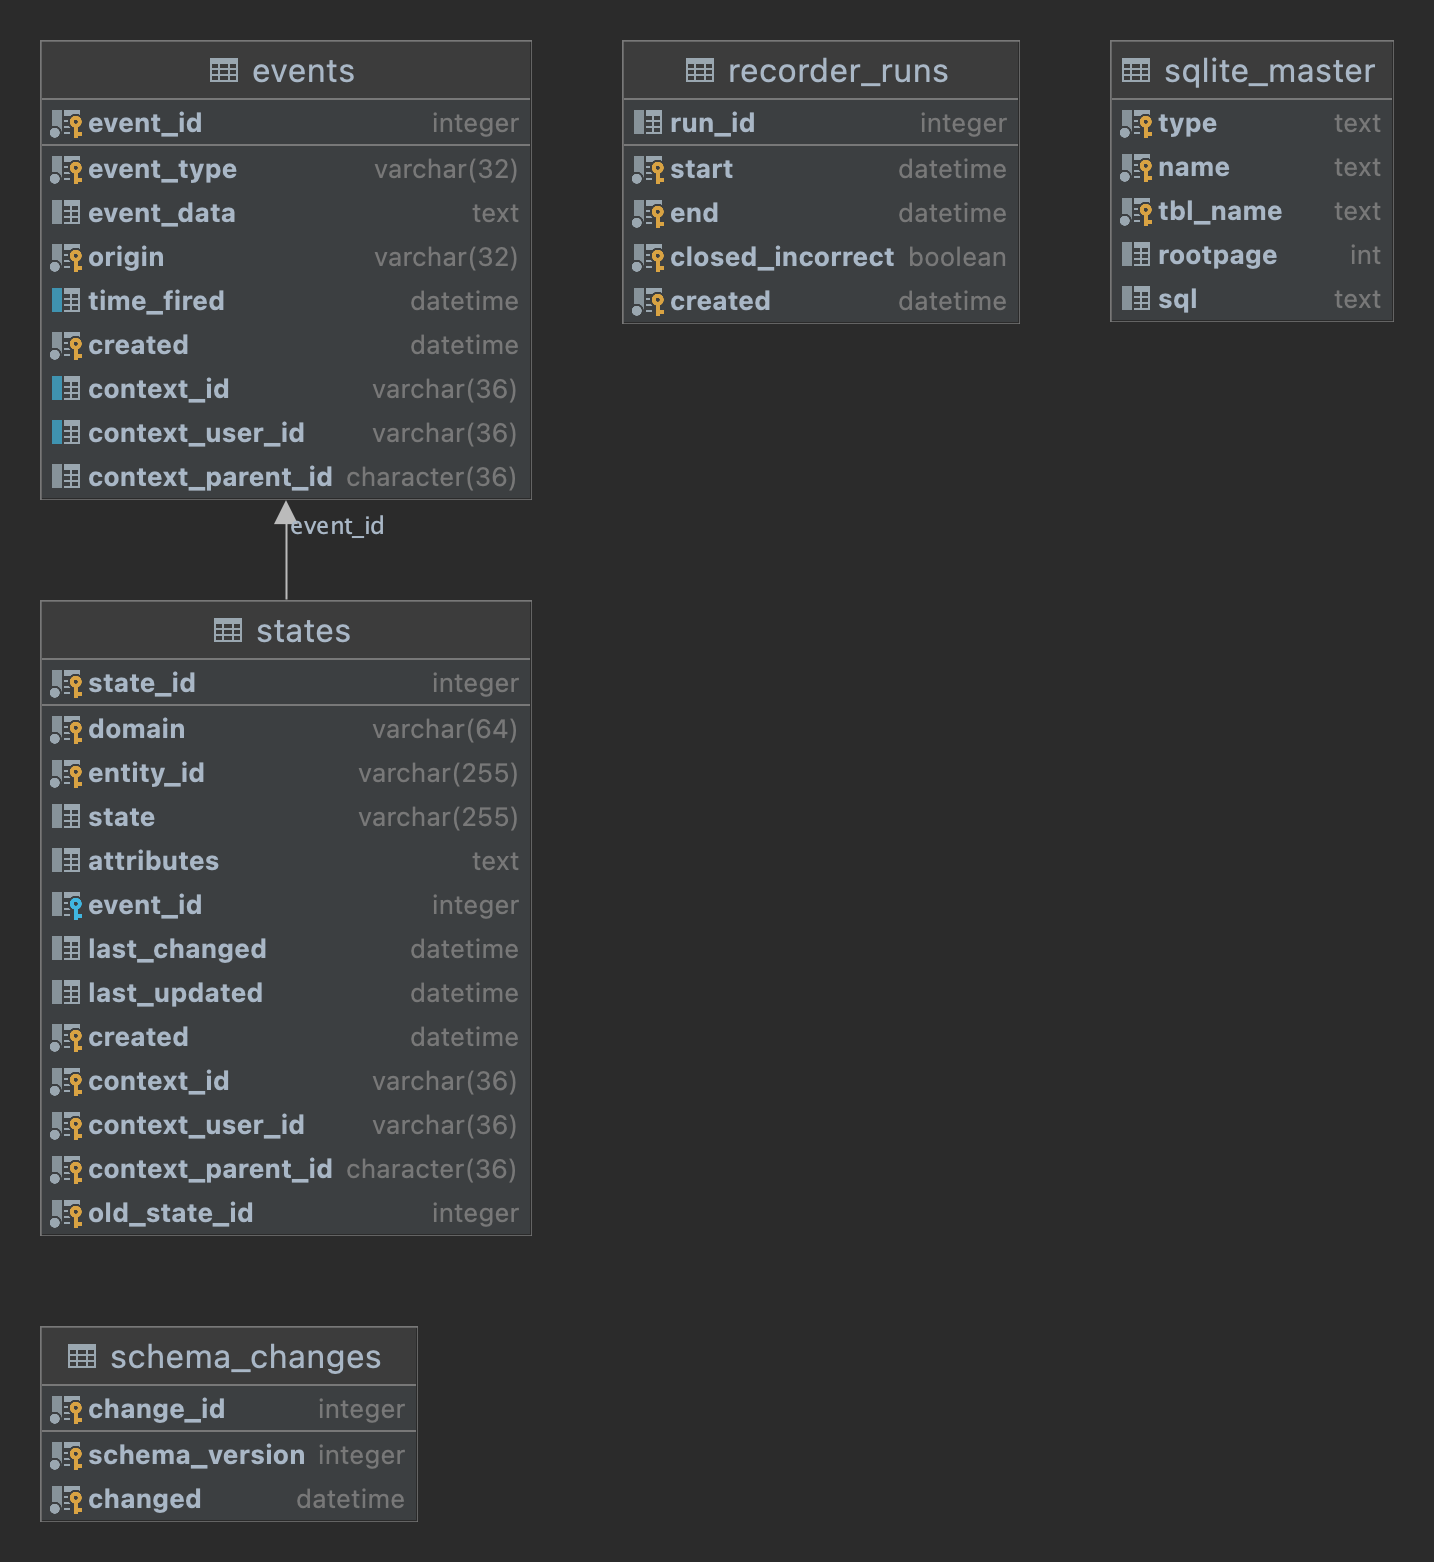 events
event_id integer
event_type varchar(32)
event_data text
origin varchar(32)
time_fired datetime
created datetime
context_id varchar(36)
context_user_id varchar(36)
context_parent_id character(36)
event_id
states
state_id integer
domain varchar(64)
entity_id varchar(255)
state varchar(255)
attributes text
event_id integer
last_changed datetime
last_updated datetime
created datetime
context_id varchar(36)
context_user_id varchar(36)
context_parent_id character(36)
old_state_id integer
schema_changes
change_id integer
schema_version integer
changed datetime
recorder_runs
run_id integer
start datetime
end datetime
closed_incorrect boolean
created datetime
sqlite_master
type text
name text
tbl_name text
rootpage int
sql text